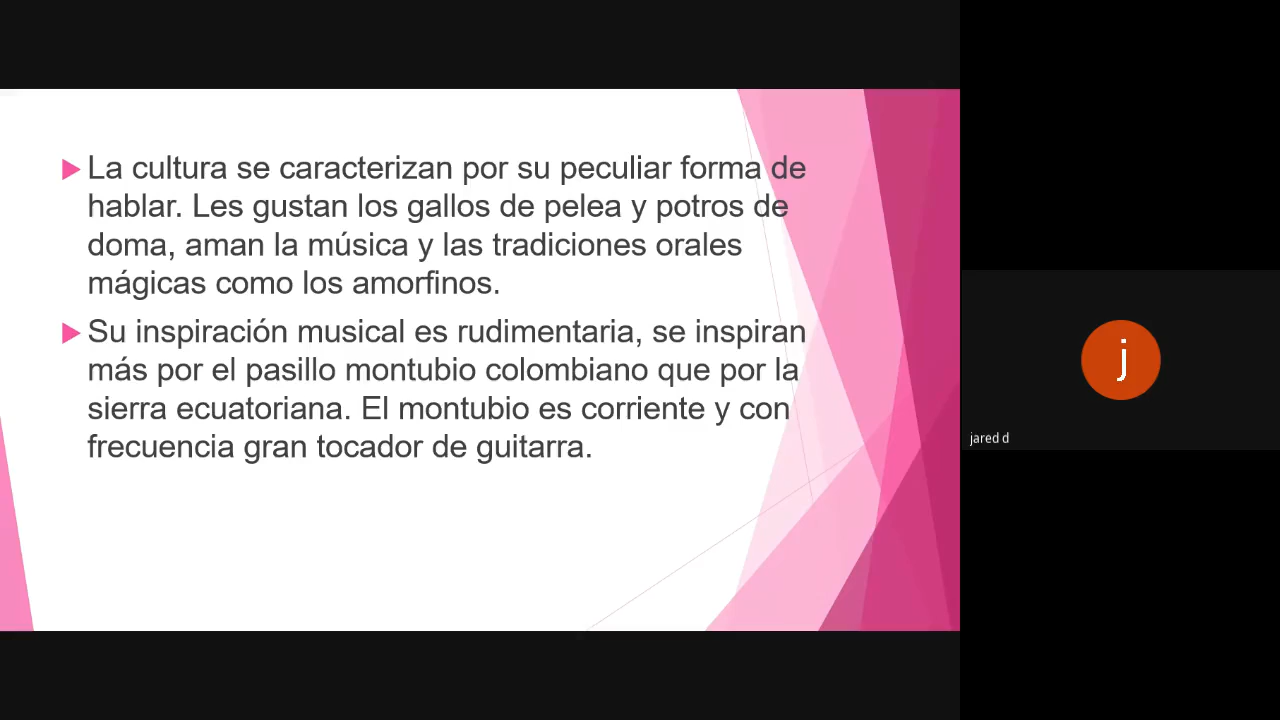 La cultura se caracterizan por su peculiar forma de
hablar. Les gustan los gallos de pelea y potros de
doma, aman la música y las tradiciones orales
mágicas como los amorfinos.
Su inspiración musical es rudimentaria, se inspiran
más por el pasillo montubio colombiano que por la
sierra ecuatoriana. El montubio es corriente y con
frecuencia gran tocador de guitarra.
j
jared d